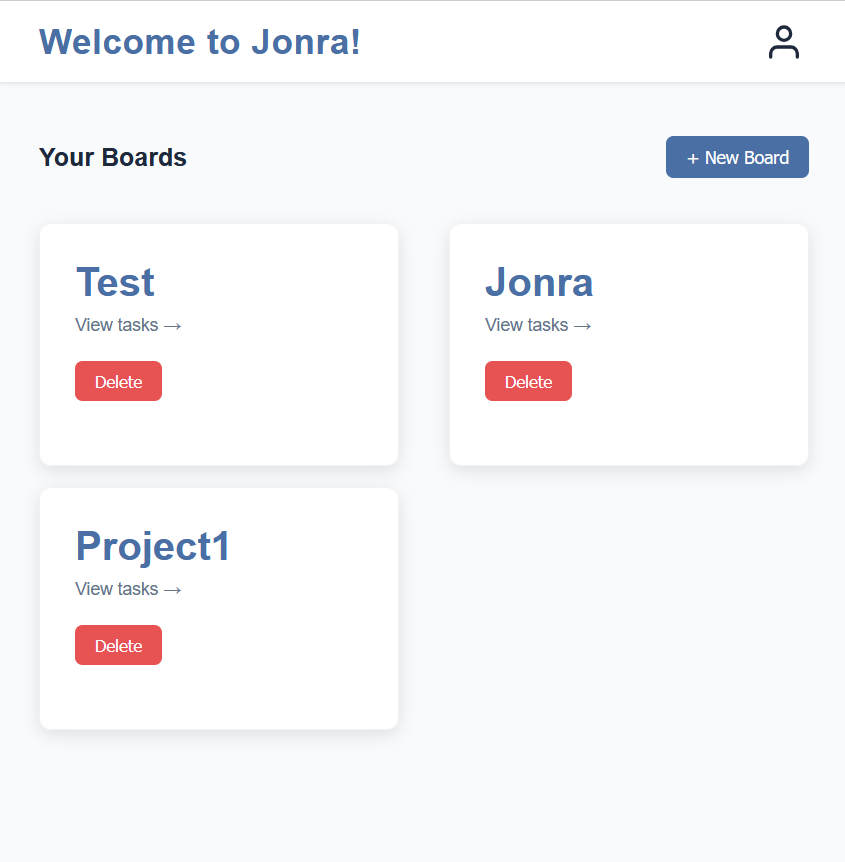 Welcome to Jonra!
Your Boards
+ New Board
Test
View tasks →
Delete
Jonra
View tasks →
Delete
Project1
View tasks →
Delete